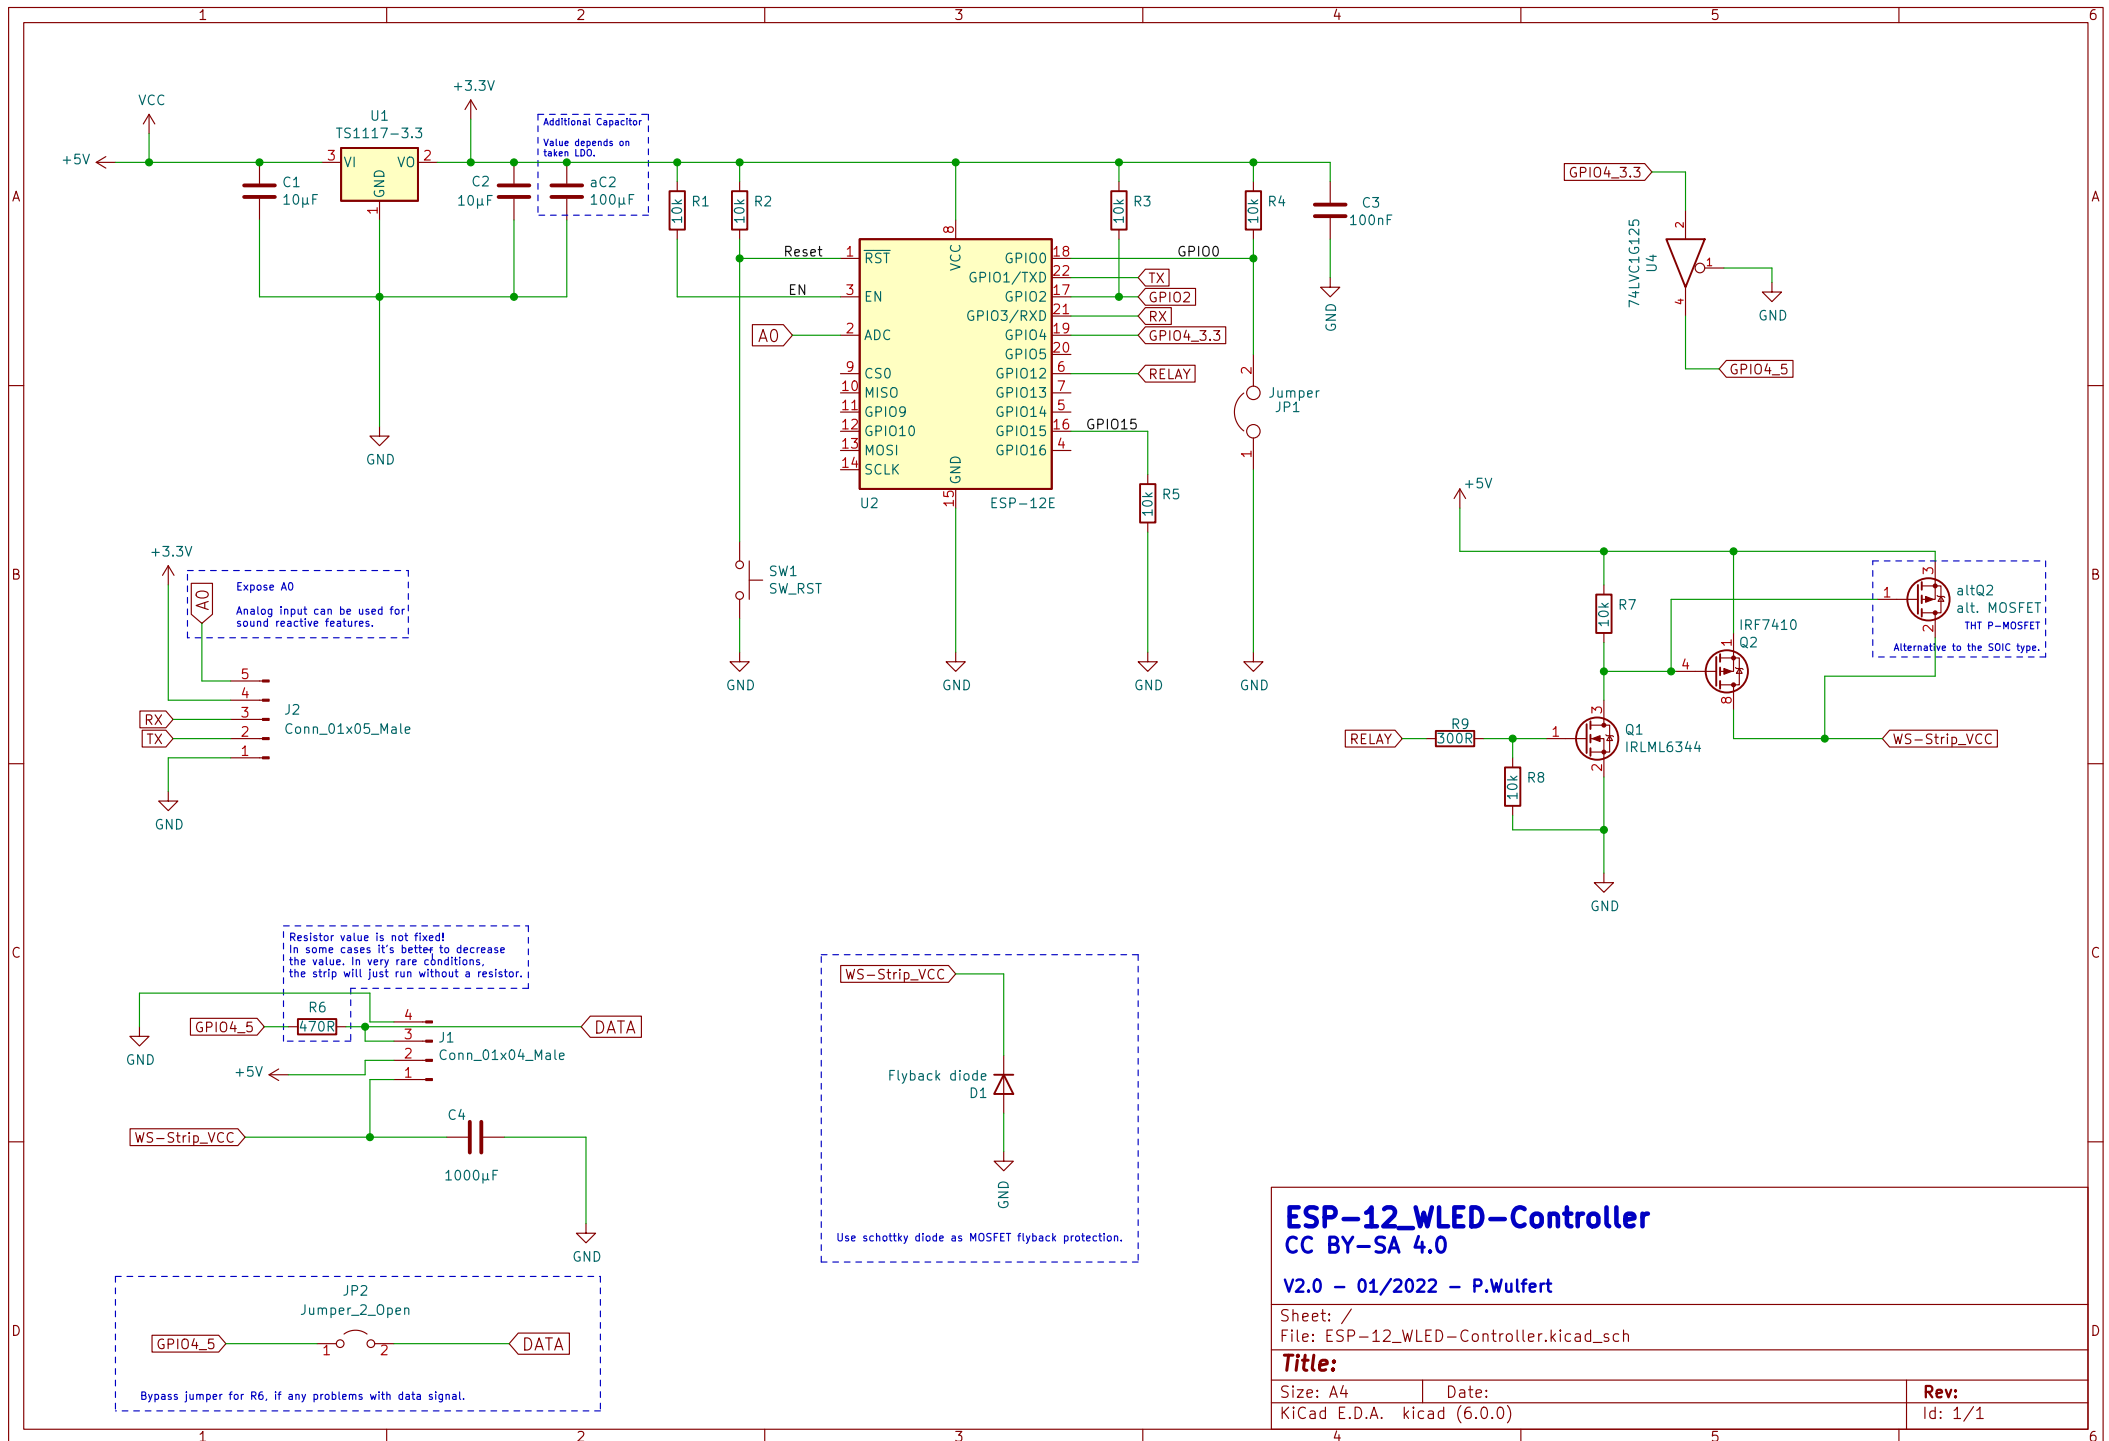 1 2 3 4 5 6
A
B
C
D
VCC
+5V
+3.3V
U1
TS1117-3.3
3 VI
VO 2
GND
1
C1
10µF
C2
10µF
Additional Capacitor
Value depends on
taken LDO.
aC2
100µF
GND
10k R1
10k R2
10k R3
10k R4
C3
100nF
GND
Reset
EN
A0
GPIO0
8
VCC
1 RST
3 EN
2 ADC
9 CS0
10 MISO
11 GPIO9
12 GPIO10
13 MOSI
14 SCLK
GPIO0 18
GPIO1/TXD 22
GPIO2 17
GPIO3/RXD 21
GPIO4 19
GPIO5 20
GPIO12 6
GPIO13 7
GPIO14 5
GPIO15 16
GPIO16 4
GND
15
U2
ESP-12E
TX
GPIO2
RX
GPIO4_3.3
RELAY
GPIO15
10k R5
2
Jumper
JP1
1
SW1
SW_RST
GND
GND
GND
GND
GPIO4_3.3
2
74LVC1G125
U4
1
4
GND
GPIO4_5
+3.3V
A0
Expose A0
Analog input can be used for
sound reactive features.
5
4
3
2
1
RX
TX
J2
Conn_01x05_Male
GND
+5V
10k R7
IRF7410
Q2
1
4
8
3
1
2
altQ2
alt. MOSFET
THT P-MOSFET
Alternative to the SOIC type.
RELAY
R9
300R
10k R8
3
1
2
Q1
IRLML6344
WS-Strip_VCC
GND
Resistor value is not fixed!
In some cases it's better to decrease
the value. In very rare conditions,
the strip will just run without a resistor.
R6
470R
GPIO4_5
GND
+5V
4
3
2
1
J1
Conn_01x04_Male
DATA
WS-Strip_VCC
C4
1000µF
GND
JP2
Jumper_2_Open
GPIO4_5
1
2
DATA
Bypass jumper for R6, if any problems with data signal.
WS-Strip_VCC
Flyback diode
D1
GND
Use schottky diode as MOSFET flyback protection.
ESP-12_WLED-Controller
CC BY-SA 4.0
V2.0 - 01/2022 - P.Wulfert
Sheet: /
File: ESP-12_WLED-Controller.kicad_sch
Title:
Size: A4
Date:
Rev:
KiCad E.D.A. kicad (6.0.0)
Id: 1/1
A
B
C
D
1 2 3 4 5 6